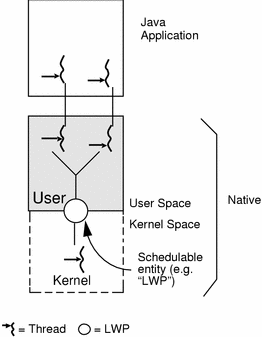 Java
Application
User
User Space
Kernel Space
Native
Schedulable
entity (e.g.
“LWP”)
Kernel
= Thread
= LWP